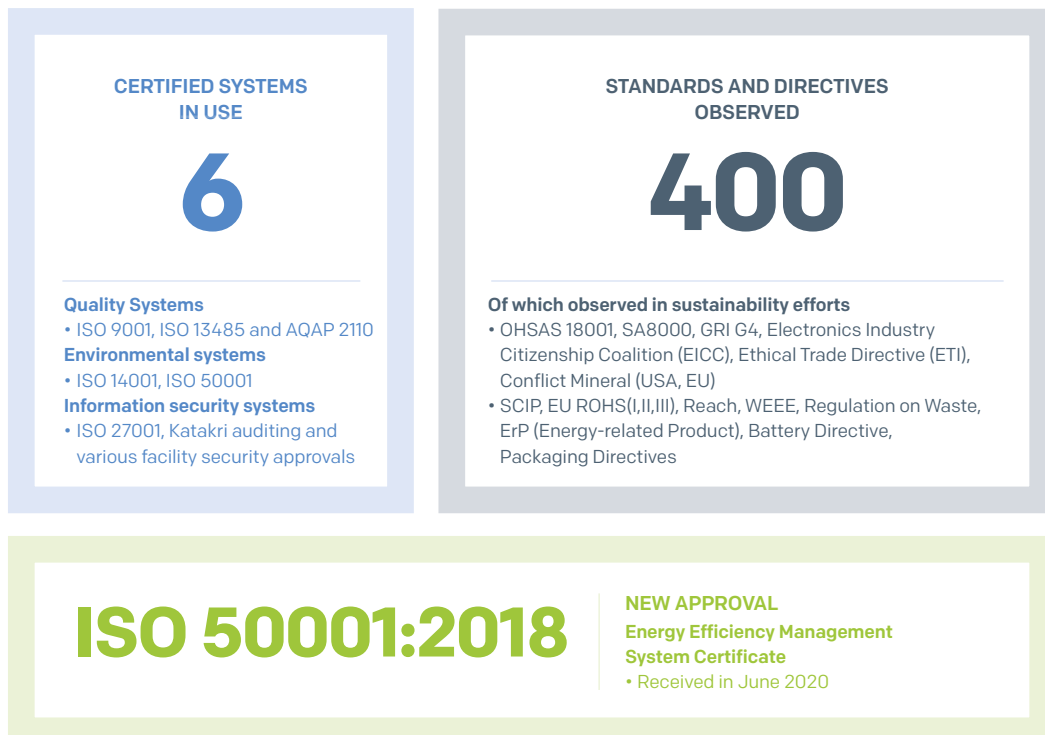 CERTIFIED SYSTEMS
IN USE
6
Quality Systems
• ISO 9001, ISO 13485 and AQAP 2110
Environmental systems
• ISO 14001, ISO 50001
Information security systems
• ISO 27001, Katakri auditing and
various facility security approvals
STANDARDS AND DIRECTIVES
OBSERVED
400
Of which observed in sustainability efforts
• OHSAS 18001, SA8000, GRI G4, Electronics Industry
Citizenship Coalition (EICC), Ethical Trade Directive (ETI),
Conflict Mineral (USA, EU)
• SCIP, EU ROHS(I,II,III), Reach, WEEE, Regulation on Waste,
ErP (Energy-related Product), Battery Directive,
Packaging Directives
ISO 50001:2018
NEW APPROVAL
Energy Efficiency Management
System Certificate
• Received in June 2020